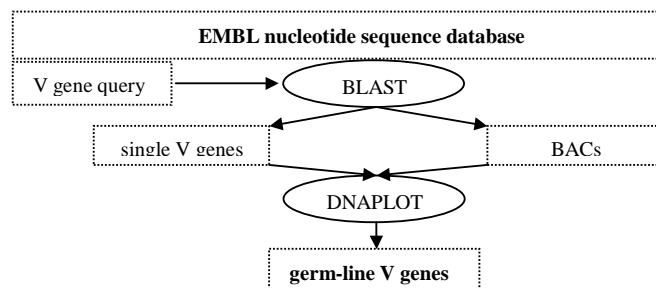 EMBL nucleotide sequence database
V gene query
BLAST
single V genes
BACs
DNAPLOT
germ-line V genes